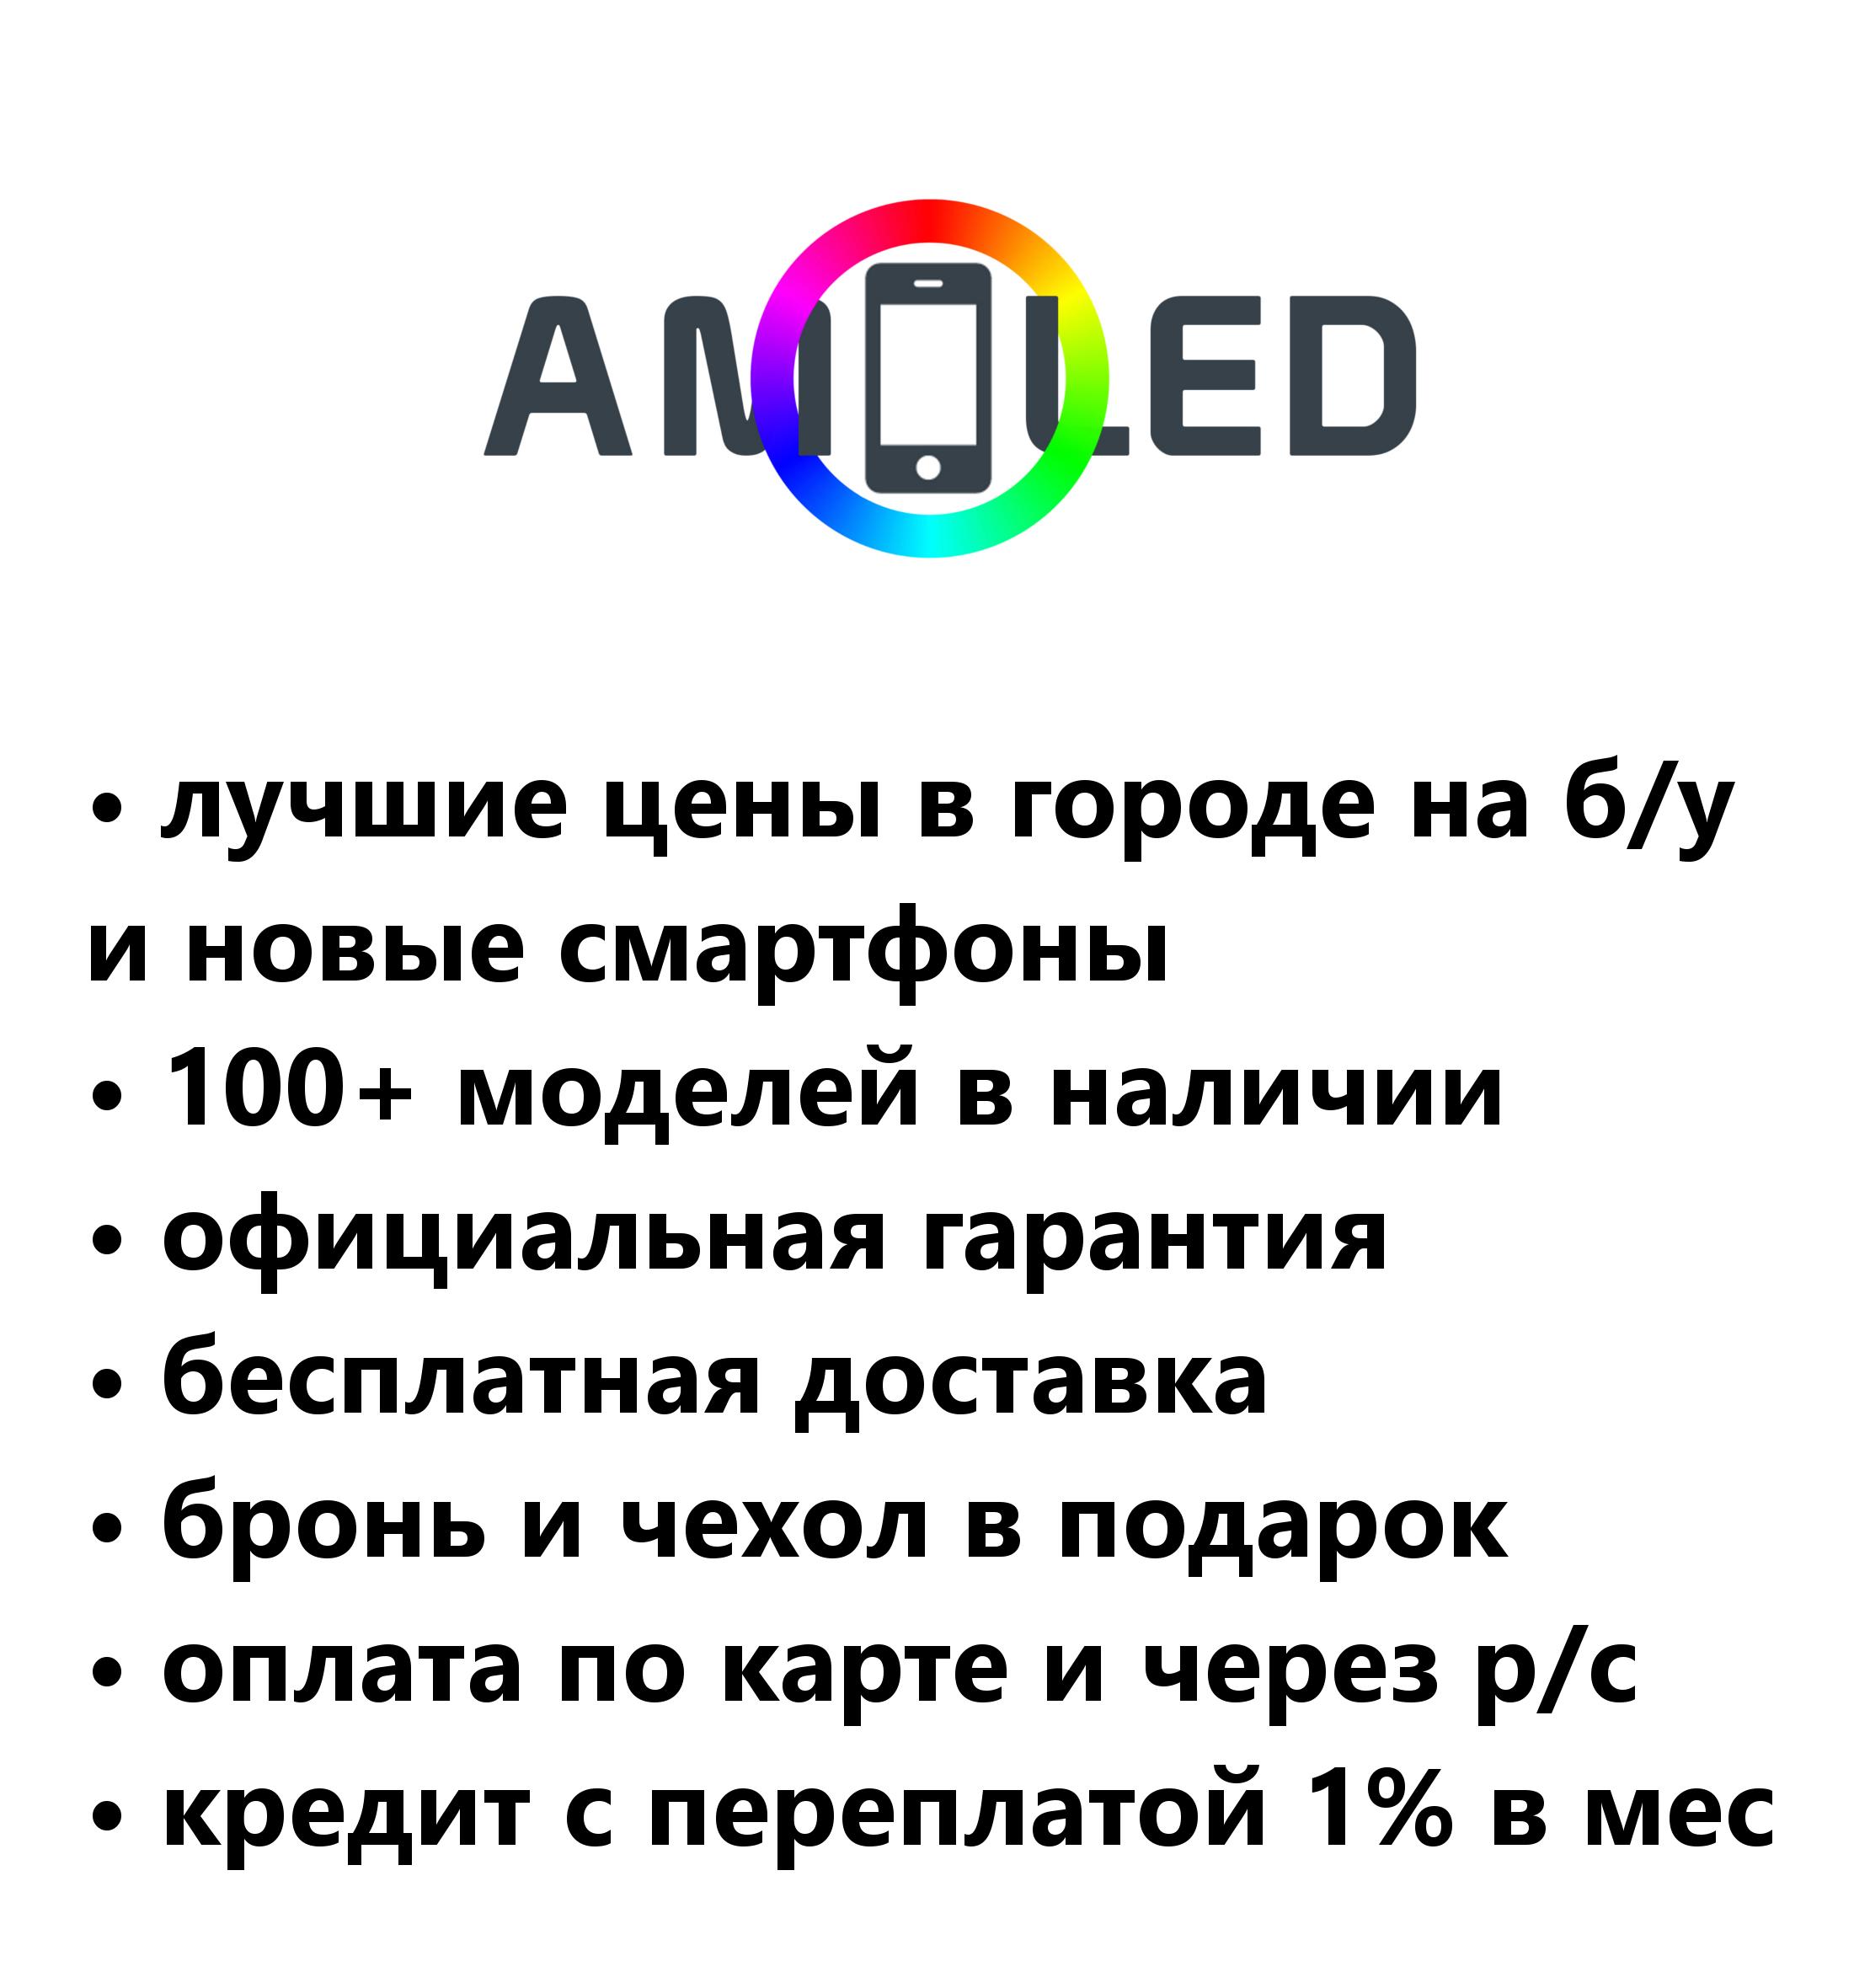 AMOLED
• лучшие цены в городе на б/у
и новые смартфоны
• 100+ моделей в наличии
• официальная гарантия
• бесплатная доставка
• бронь и чехол в подарок
• оплата по карте и через р/с
• кредит с переплатой 1% в мес